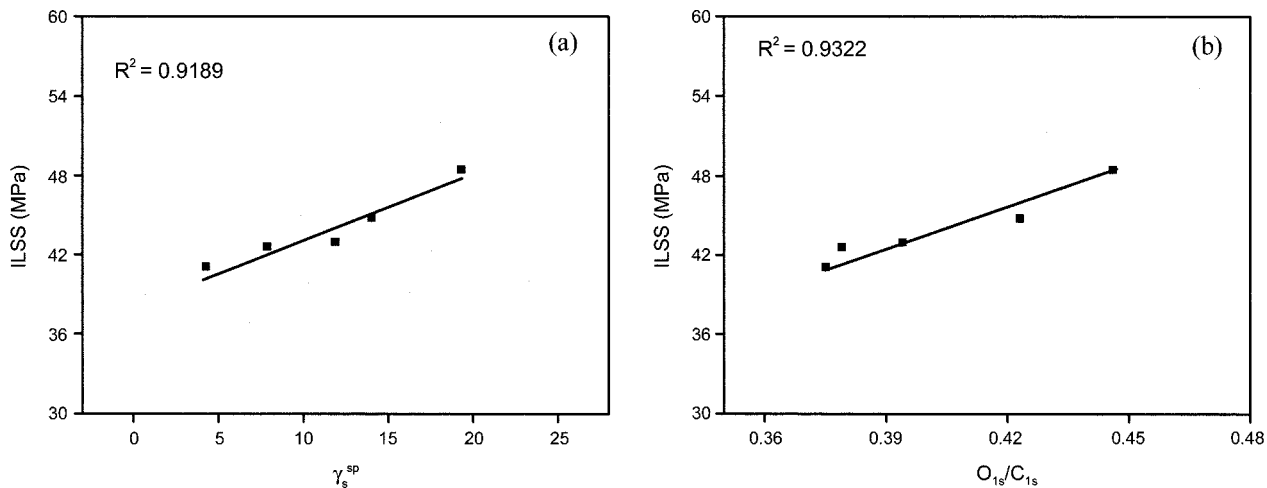 (a)
R² = 0.9189
ILSS (MPa)
60
54
48
42
36
30
0 5 10 15 20 25
γₛˢᵖ
(b)
R² = 0.9322
ILSS (MPa)
60
54
48
42
36
30
0.36 0.39 0.42 0.45 0.48
O₁ₛ/C₁ₛ